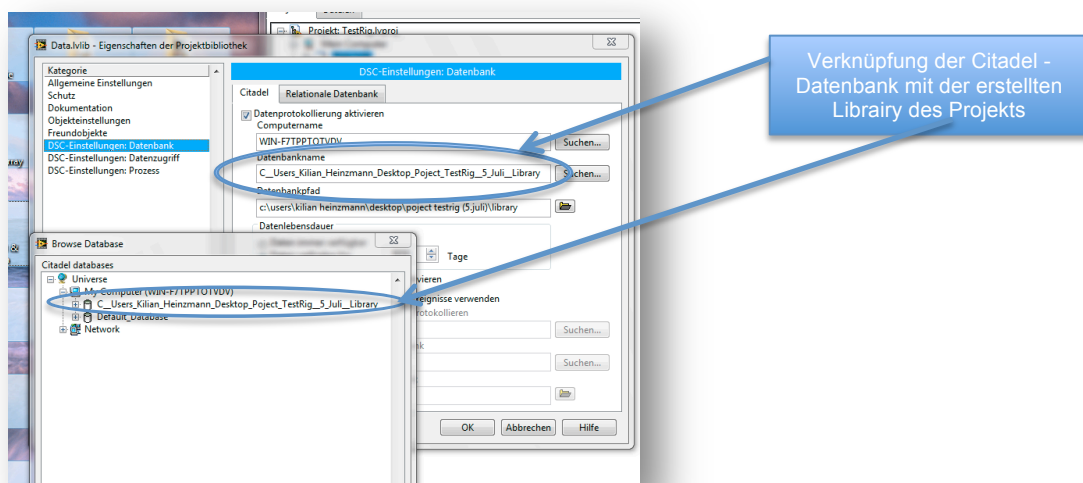 Projekt: TestRig.lvproj
Data.lvlib - Eigenschaften der Projektbibliothek
Kategorie
Allgemeine Einstellungen
Schutz
Dokumentation
Objekteinstellungen
Freundobjekte
DSC-Einstellungen: Datenbank
DSC-Einstellungen: Datenzugriff
DSC-Einstellungen: Prozess
DSC-Einstellungen: Datenbank
Citadel
Relationale Datenbank
Datenprotokollierung aktivieren
Computername
WIN-F7TPPTOTVDV
Suchen...
Datenbankname
C__Users_Kilian_Heinzmann_Desktop_Poject_TestRig__5_Juli__Library
Suchen...
Datenbankpfad
c:\users\kilian heinzmann\desktop\poject testrig (5.juli)\library
Datenlebensdauer
Tage
vieren
eignisse verwenden
rotokollieren
Suchen...
nk
Suchen...
OK
Abbrechen
Hilfe
Browse Database
Citadel databases
Universe
My Computer (WIN-F7TPPTOTVDV)
C__Users_Kilian_Heinzmann_Desktop_Poject_TestRig__5_Juli__Library
Default_Database
Network
Verknüpfung der Citadel -
Datenbank mit der erstellten
Librairy des Projekts